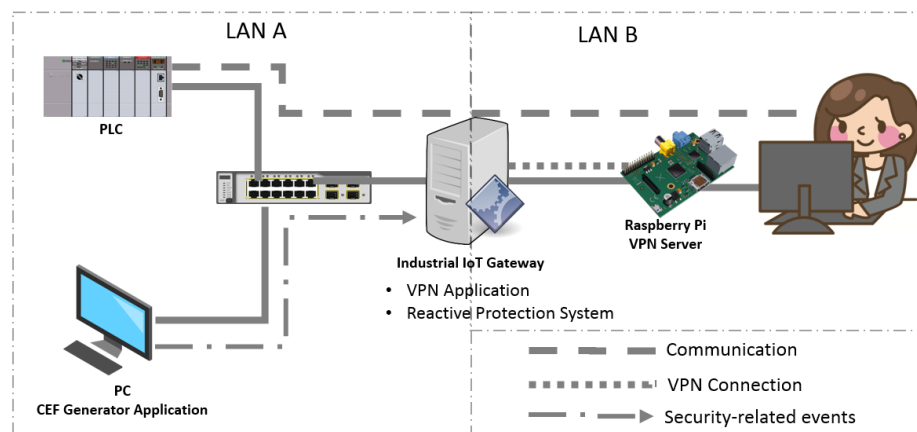 LAN A
LAN B
PLC
Raspberry Pi
VPN Server
Industrial IoT Gateway
• VPN Application
• Reactive Protection System
PC
CEF Generator Application
Communication
VPN Connection
Security-related events